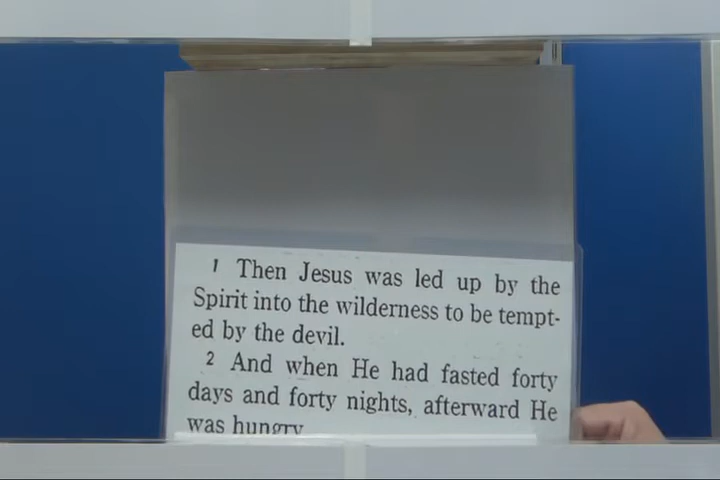 1 Then Jesus was led up by the
Spirit into the wilderness to be tempt-
ed by the devil.
2 And when He had fasted forty
days and forty nights, afterward He
was hungry